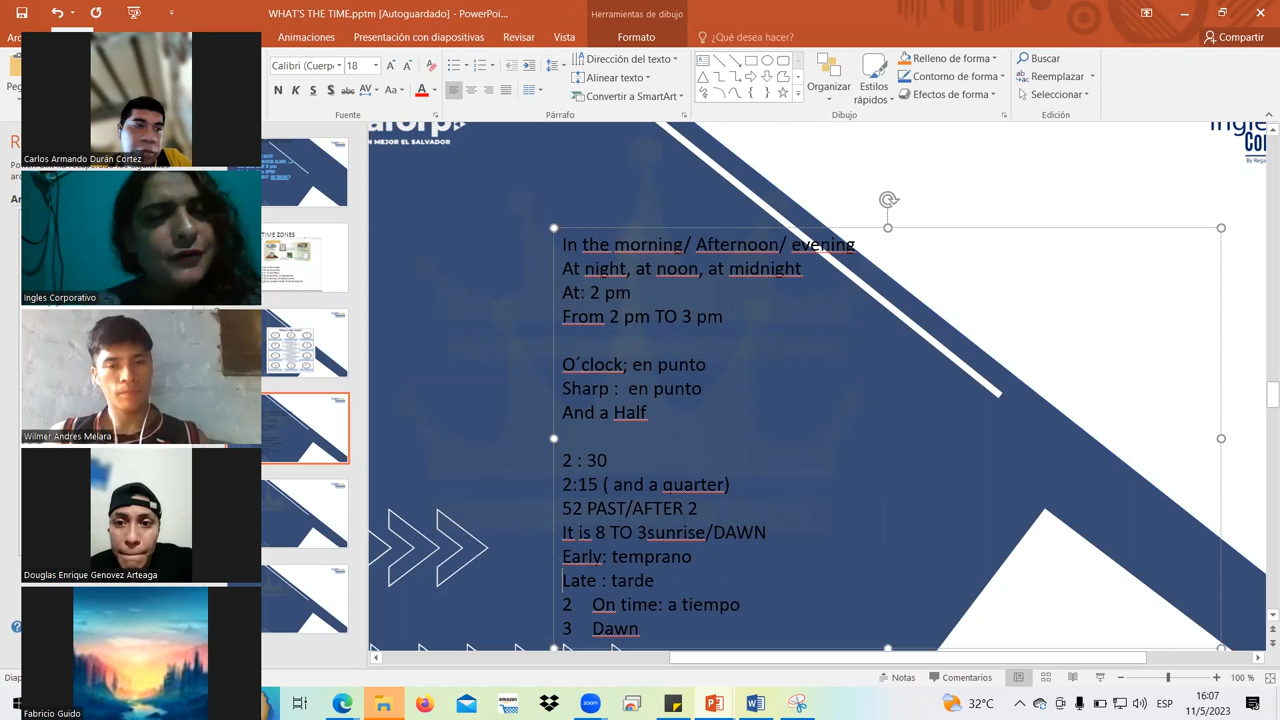 WHAT'S THE TIME.pptx [Autoguardado] - PowerPoi...
Herramientas de dibujo
Animaciones
Presentación con diapositivas
Revisar
Vista
Formato
¿Qué desea hacer?
Compartir
Calibri (Cuerp
18
Dirección del texto
Alinear texto
Convertir a SmartArt
Organizar
Estilos
rápidos
Relleno de forma
Contorno de forma
Efectos de forma
Buscar
Reemplazar
Seleccionar
Fuente
Párrafo
Dibujo
Edición
Carlos Armando Durán Cortez
Ingles Corporativo
Wilmer Andres Melara
Douglas Enrique Genovez Arteaga
Fabricio Guido
TIME ZONES
MEJOR EL SALVADOR
In the morning/ Afternoon/ evening
At night, at noon, at midnight
At: 2 pm
From 2 pm TO 3 pm
O´clock; en punto
Sharp : en punto
And a Half
2 : 30
2:15 ( and a quarter)
52 PAST/AFTER 2
It is 8 TO 3sunrise/DAWN
Early: temprano
Late : tarde
2 On time: a tiempo
3 Dawn
Notas
Comentarios
100 %
32°C
ESP
16:07
11/5/2023